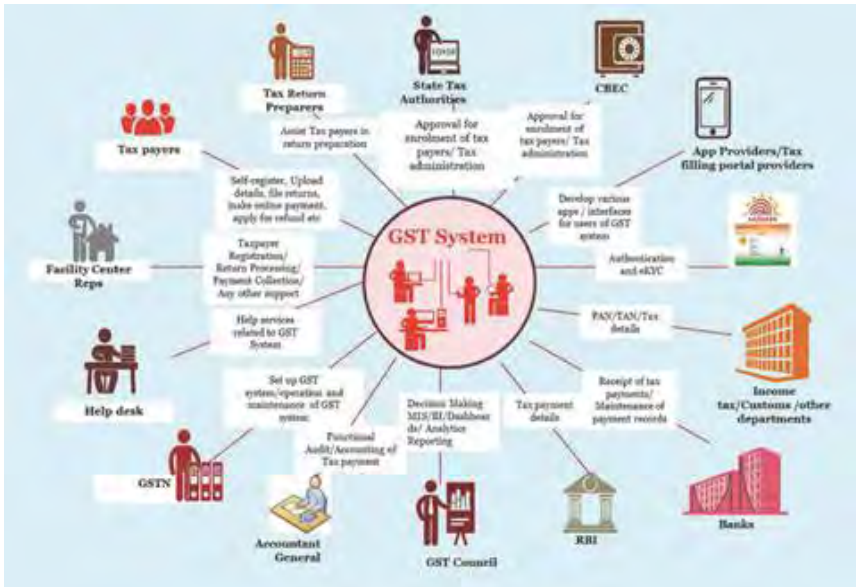 Tax Return
Preparers
State Tax
Authorities
CBEC
Tax payers
Assist Tax payers in
return preparation
Approval for
enrolment of tax
payers/ Tax
administration
Approval for
enrolment of
tax payers/ Tax
administration
App Providers/Tax
filling portal providers
Self-register, Upload
details, file returns,
make online payment,
apply for refund etc
Develop various
apps / interfaces
for users of GST
system
GST System
Facility Center
Reps
Taxpayer
Registration/
Return Processing/
Payment Collection/
Any other support
Authentication
and eKYC
Help services
related to GST
System
PAN/TAN/Tax
details
Help desk
Set up GST
system/operation and
maintenance of GST
system
Decision Making
MIS/BI/Dashboar
ds/ Analytics
Reporting
Tax payment
details
Receipt of tax
payments/
Maintenance of
payment records
Income
tax/Customs /other
departments
Functional
Audit/Accounting of
Tax payment
GSTN
Accountant
General
GST Council
RBI
Banks